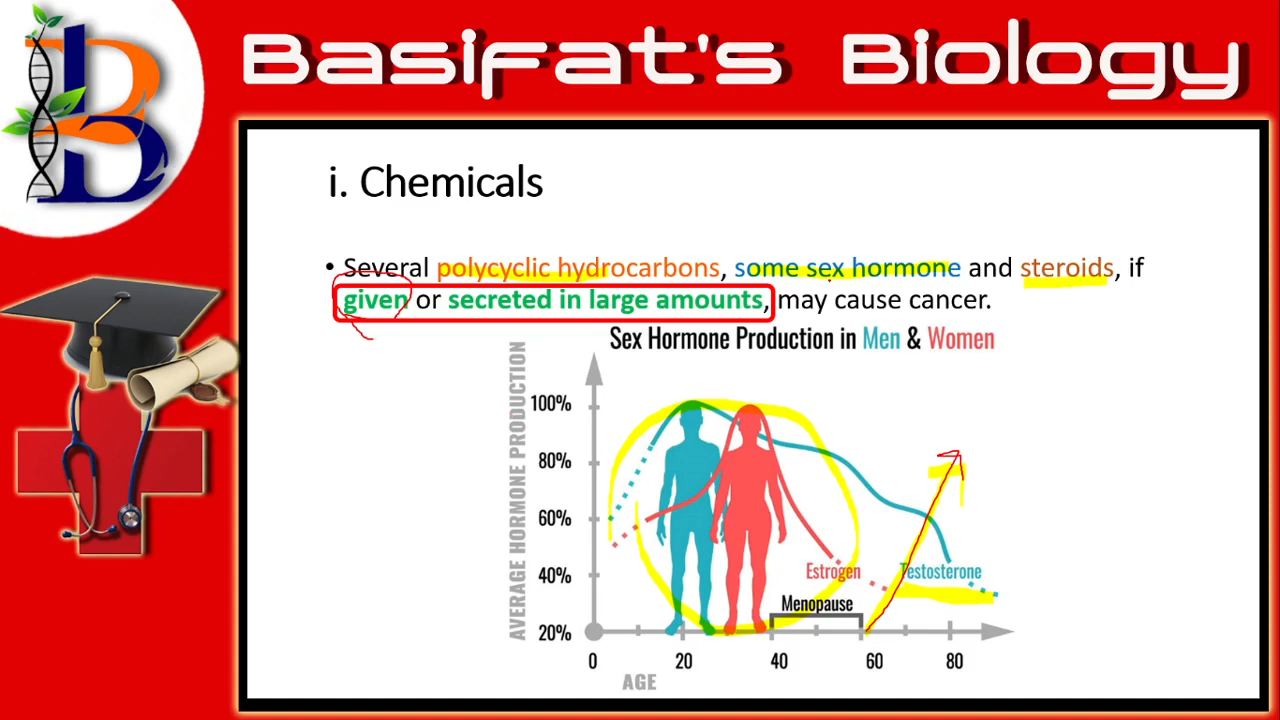 Basifat's Biology
B
i. Chemicals
• Several polycyclic hydrocarbons, some sex hormone and steroids, if
given or secreted in large amounts, may cause cancer.
Sex Hormone Production in Men & Women
AVERAGE HORMONE PRODUCTION
100%
80%
60%
40%
20%
Estrogen
Testosterone
Menopause
0 20 40 60 80
AGE